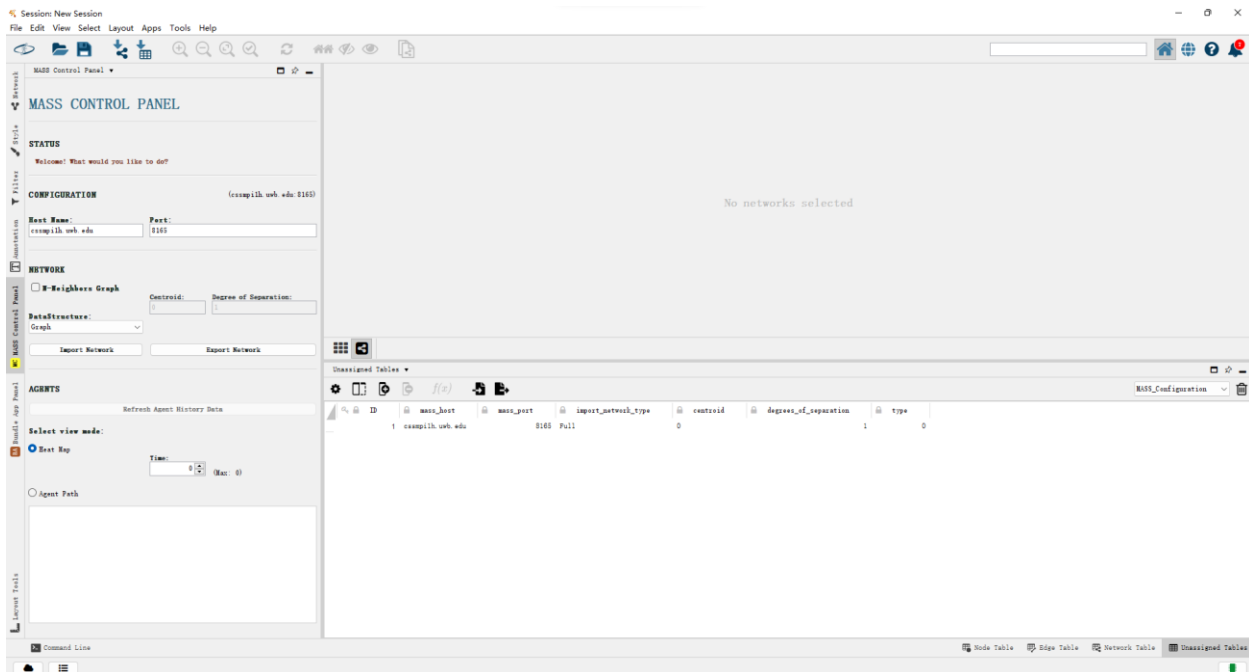 Session: New Session
File Edit View Select Layout Apps Tools Help
1
Network
Style
Filter
Annotation
MASS Control Panel
Bundle App Panel
Layout Tools
MASS Control Panel
MASS CONTROL PANEL
STATUS
Welcome! What would you like to do?
CONFIGURATION (cssmpi1h.uwb.edu:8165)
Host Name: Port:
cssmpi1h.uwb.edu 8165
NETWORK
N-Neighbors Graph
Centroid: Degree of Separation:
0 1
DataStructure:
Graph
Import Network Export Network
AGENTS
Refresh Agent History Data
Select view mode:
Heat Map
Time:
0 (Max: 0)
Agent Path
No networks selected
Unassigned Tables
f(x) MASS_Configuration
ID mass_host mass_port import_network_type centroid degrees_of_separation type
1 cssmpi1h.uwb.edu 8165 Full 0 1 0
Command Line Node Table Edge Table Network Table Unassigned Tables